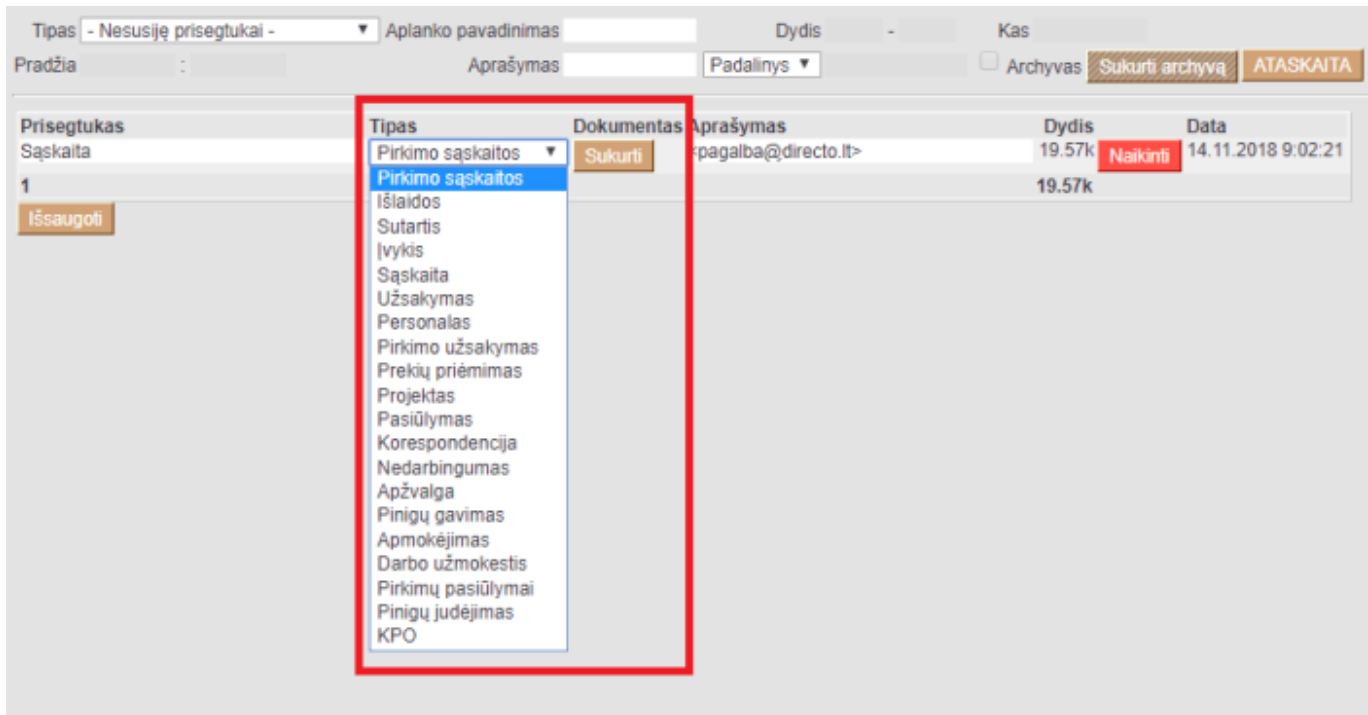 Tipas - Nesusiję prisegtukai - Aplanko pavadinimas Dydis - Kas
Pradžia : Aprašymas Padalinys Archyvas Sukurti archyvą ATASKAITA
Prisegtukas Tipas Dokumentas Aprašymas Dydis Data
Sąskaita Pirkimo sąskaitos Sukurti <pagalba@directo.lt> 19.57k Naikinti 14.11.2018 9:02:21
1 Pirkimo sąskaitos 19.57k
Išlaidos
Išsaugoti
Sutartis
Įvykis
Sąskaita
Užsakymas
Personalas
Pirkimo užsakymas
Prekių priėmimas
Projektas
Pasiūlymas
Korespondencija
Nedarbingumas
Apžvalga
Pinigų gavimas
Apmokėjimas
Darbo užmokestis
Pirkimų pasiūlymai
Pinigų judėjimas
KPO